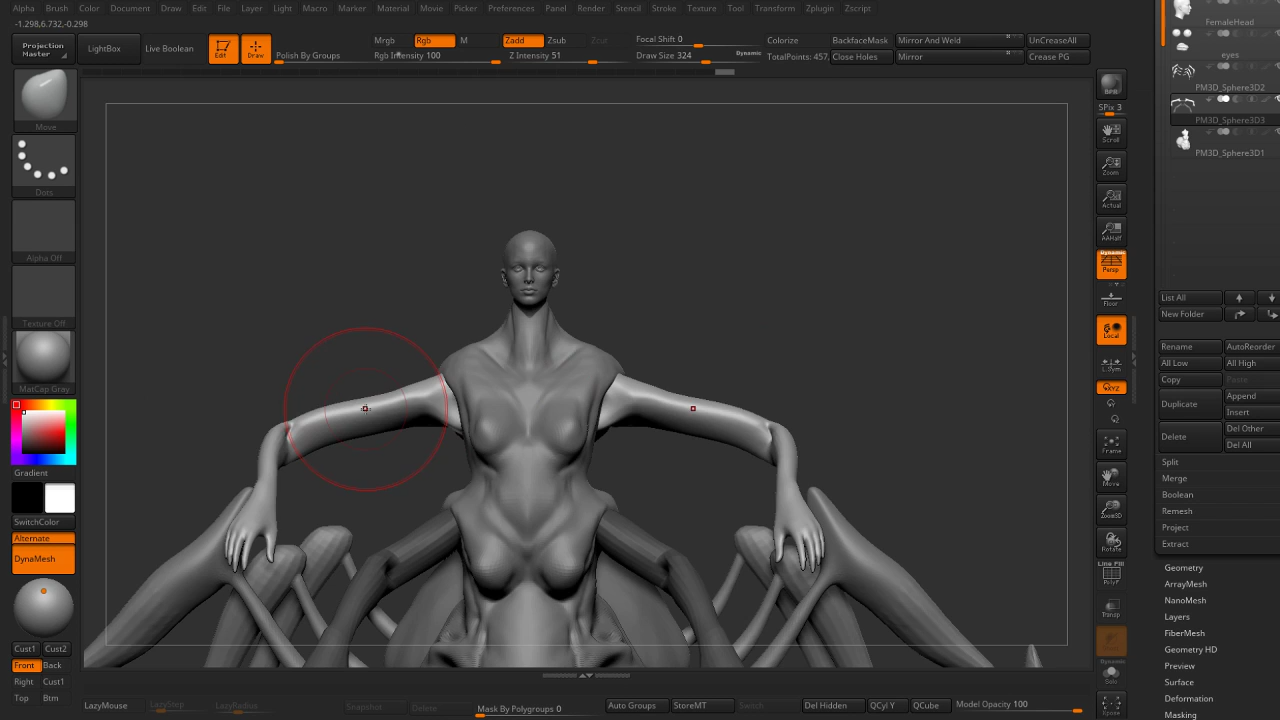 Alpha Brush Color Document Draw Edit File Layer Light Macro Marker Material Movie Picker Preferences Panel Render Stencil Stroke Texture Tool Transform Zplugin Zscript
-1.298,6.732,-0.298
Projection Master
LightBox
Live Boolean
Edit
Draw
Polish By Groups
Mrgb
Rgb
M
Rgb Intensity 100
Zadd
Zsub
Zcut
Z Intensity 51
Focal Shift 0
Draw Size 324
Dynamic
Colorize
TotalPoints: 457,
BackfaceMask
Close Holes
Mirror And Weld
Mirror
UnCreaseAll
Crease PG
Move
Dots
Alpha Off
Texture Off
MatCap Gray
Gradient
SwitchColor
Alternate
DynaMesh
Cust1 Cust2
Front Back
Right Cust1
Top Btm
BPR
SPix 3
Scroll
Zoom
Actual
AAHalf
Dynamic
Persp
Floor
Local
L.Sym
XYZ
Frame
Move
Zoom3D
Rotate
Line Fill
PolyF
Transp
Dynamic
Solo
Xpose
FermaleHead
eyes
PM3D_Sphere3D2
PM3D_Sphere3D3
PM3D_Sphere3D1
List All
New Folder
Rename AutoReorder
All Low All High
Copy Paste
Duplicate
Append
Insert
Delete
Del Other
Del All
Split
Merge
Boolean
Remesh
Project
Extract
Geometry
ArrayMesh
NanoMesh
Layers
FiberMesh
Geometry HD
Preview
Surface
Deformation
Masking
LazyMouse
LazyStep
LazyRadius
Snapshot
Delete
Mask By Polygroups 0
Auto Groups
StoreMT
Switch
Del Hidden
QCyl Y
QCube
Model Opacity 100